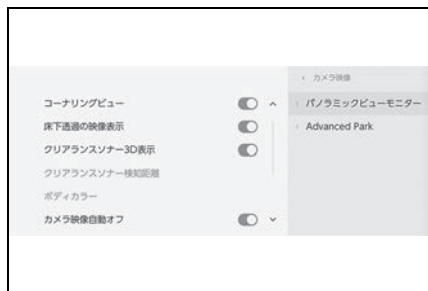 カメラ映像
コーナリングビュー
パノラミックビューモニター
床下透過の映像表示
Advanced Park
クリアランスソナー3D表示
クリアランスソナー検知距離
ボディカラー
カメラ映像自動オフ